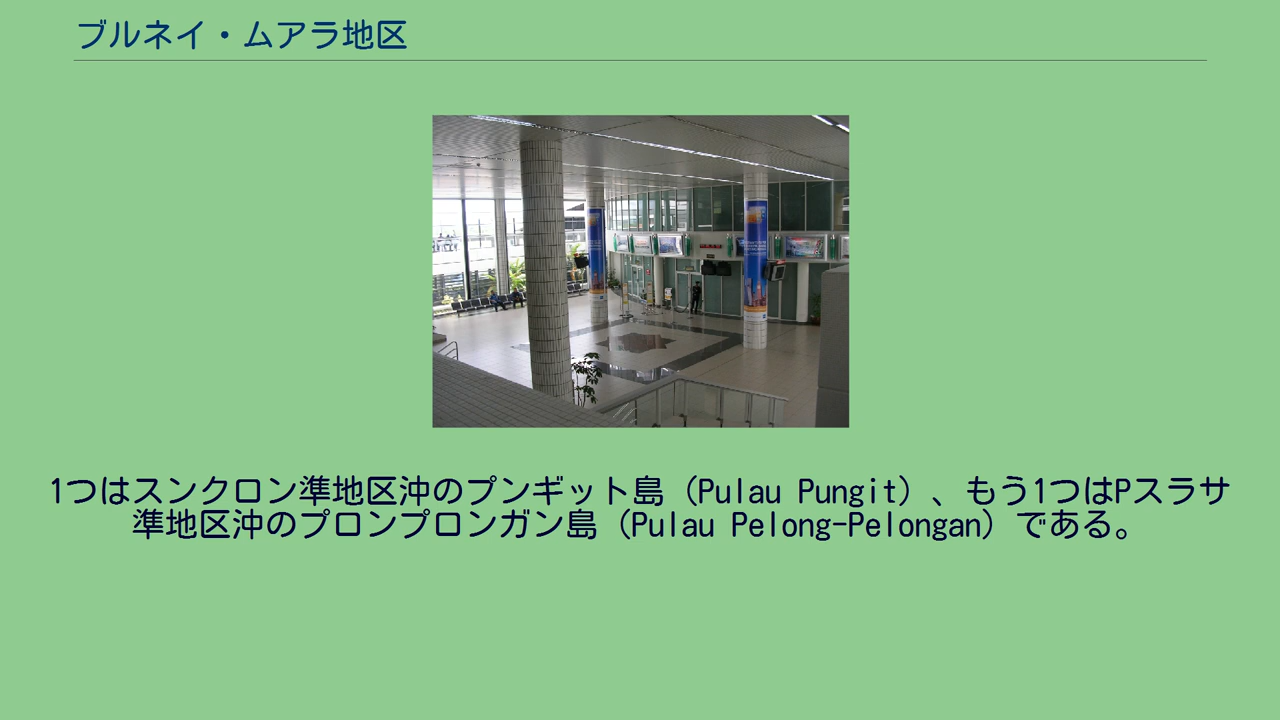 ブルネイ・ムアラ地区
1つはスンクロン準地区沖のプンギット島（Pulau Pungit）、もう1つはPスラサ
準地区沖のプロンプロンガン島（Pulau Pelong-Pelongan）である。